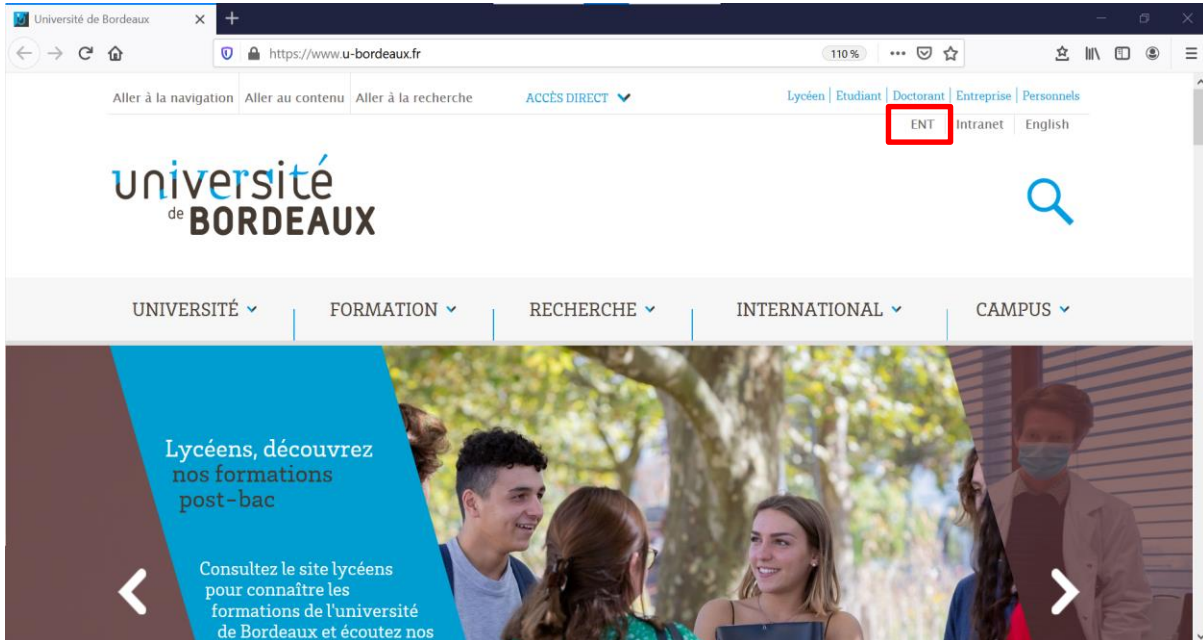 Université de Bordeaux
https://www.u-bordeaux.fr
110 %
Aller à la navigation Aller au contenu Aller à la recherche ACCÈS DIRECT Lycéen Etudiant Doctorant Entreprise Personnels
ENT Intranet English
université
de BORDEAUX
UNIVERSITÉ FORMATION RECHERCHE INTERNATIONAL CAMPUS
Lycéens, découvrez
nos formations
post-bac
Consultez le site lycéens
pour connaître les
formations de l'université
de Bordeaux et écoutez nos